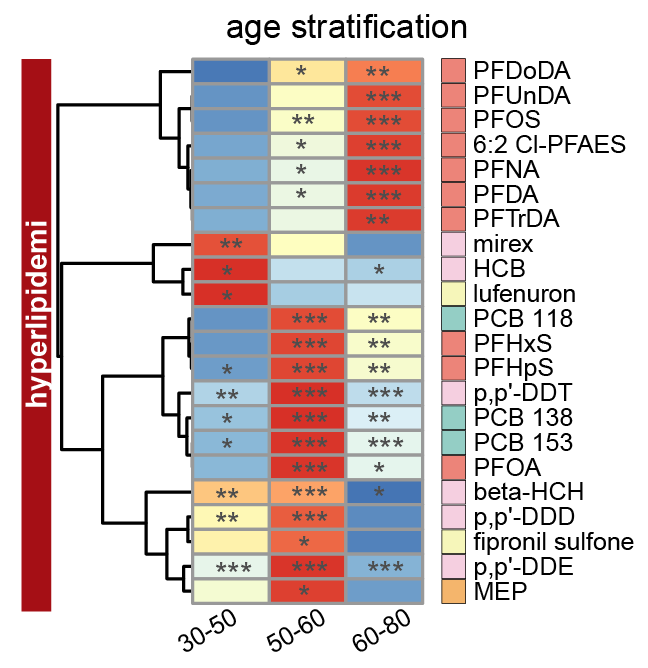 age stratification
hyperlipidemi
* ** PFDoDA
*** PFUnDA
** *** PFOS
* *** 6:2 Cl-PFAES
* *** PFNA
* *** PFDA
** PFTrDA
** mirex
* * HCB
* lufenuron
*** ** PCB 118
*** ** PFHxS
* *** ** PFHpS
** *** *** p,p'-DDT
* *** ** PCB 138
* *** *** PCB 153
*** * PFOA
** *** * beta-HCH
** *** p,p'-DDD
* fipronil sulfone
*** *** *** p,p'-DDE
* MEP
30-50 50-60 60-80